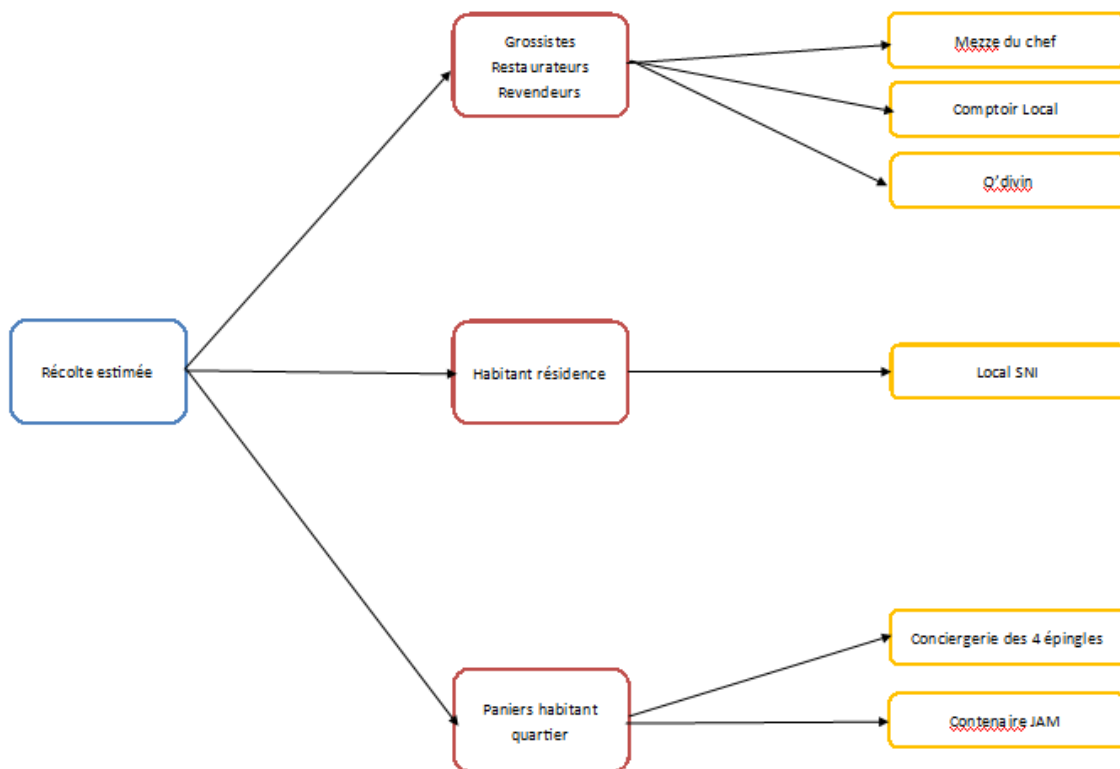 Grossistes
Restaurateurs
Revendeurs
Mezze du chef
Comptoir Local
O'divin
Récolte estimée
Habitant résidence
Local SNI
Paniers habitant
quartier
Conciergerie des 4 épingles
Contenaire JAM